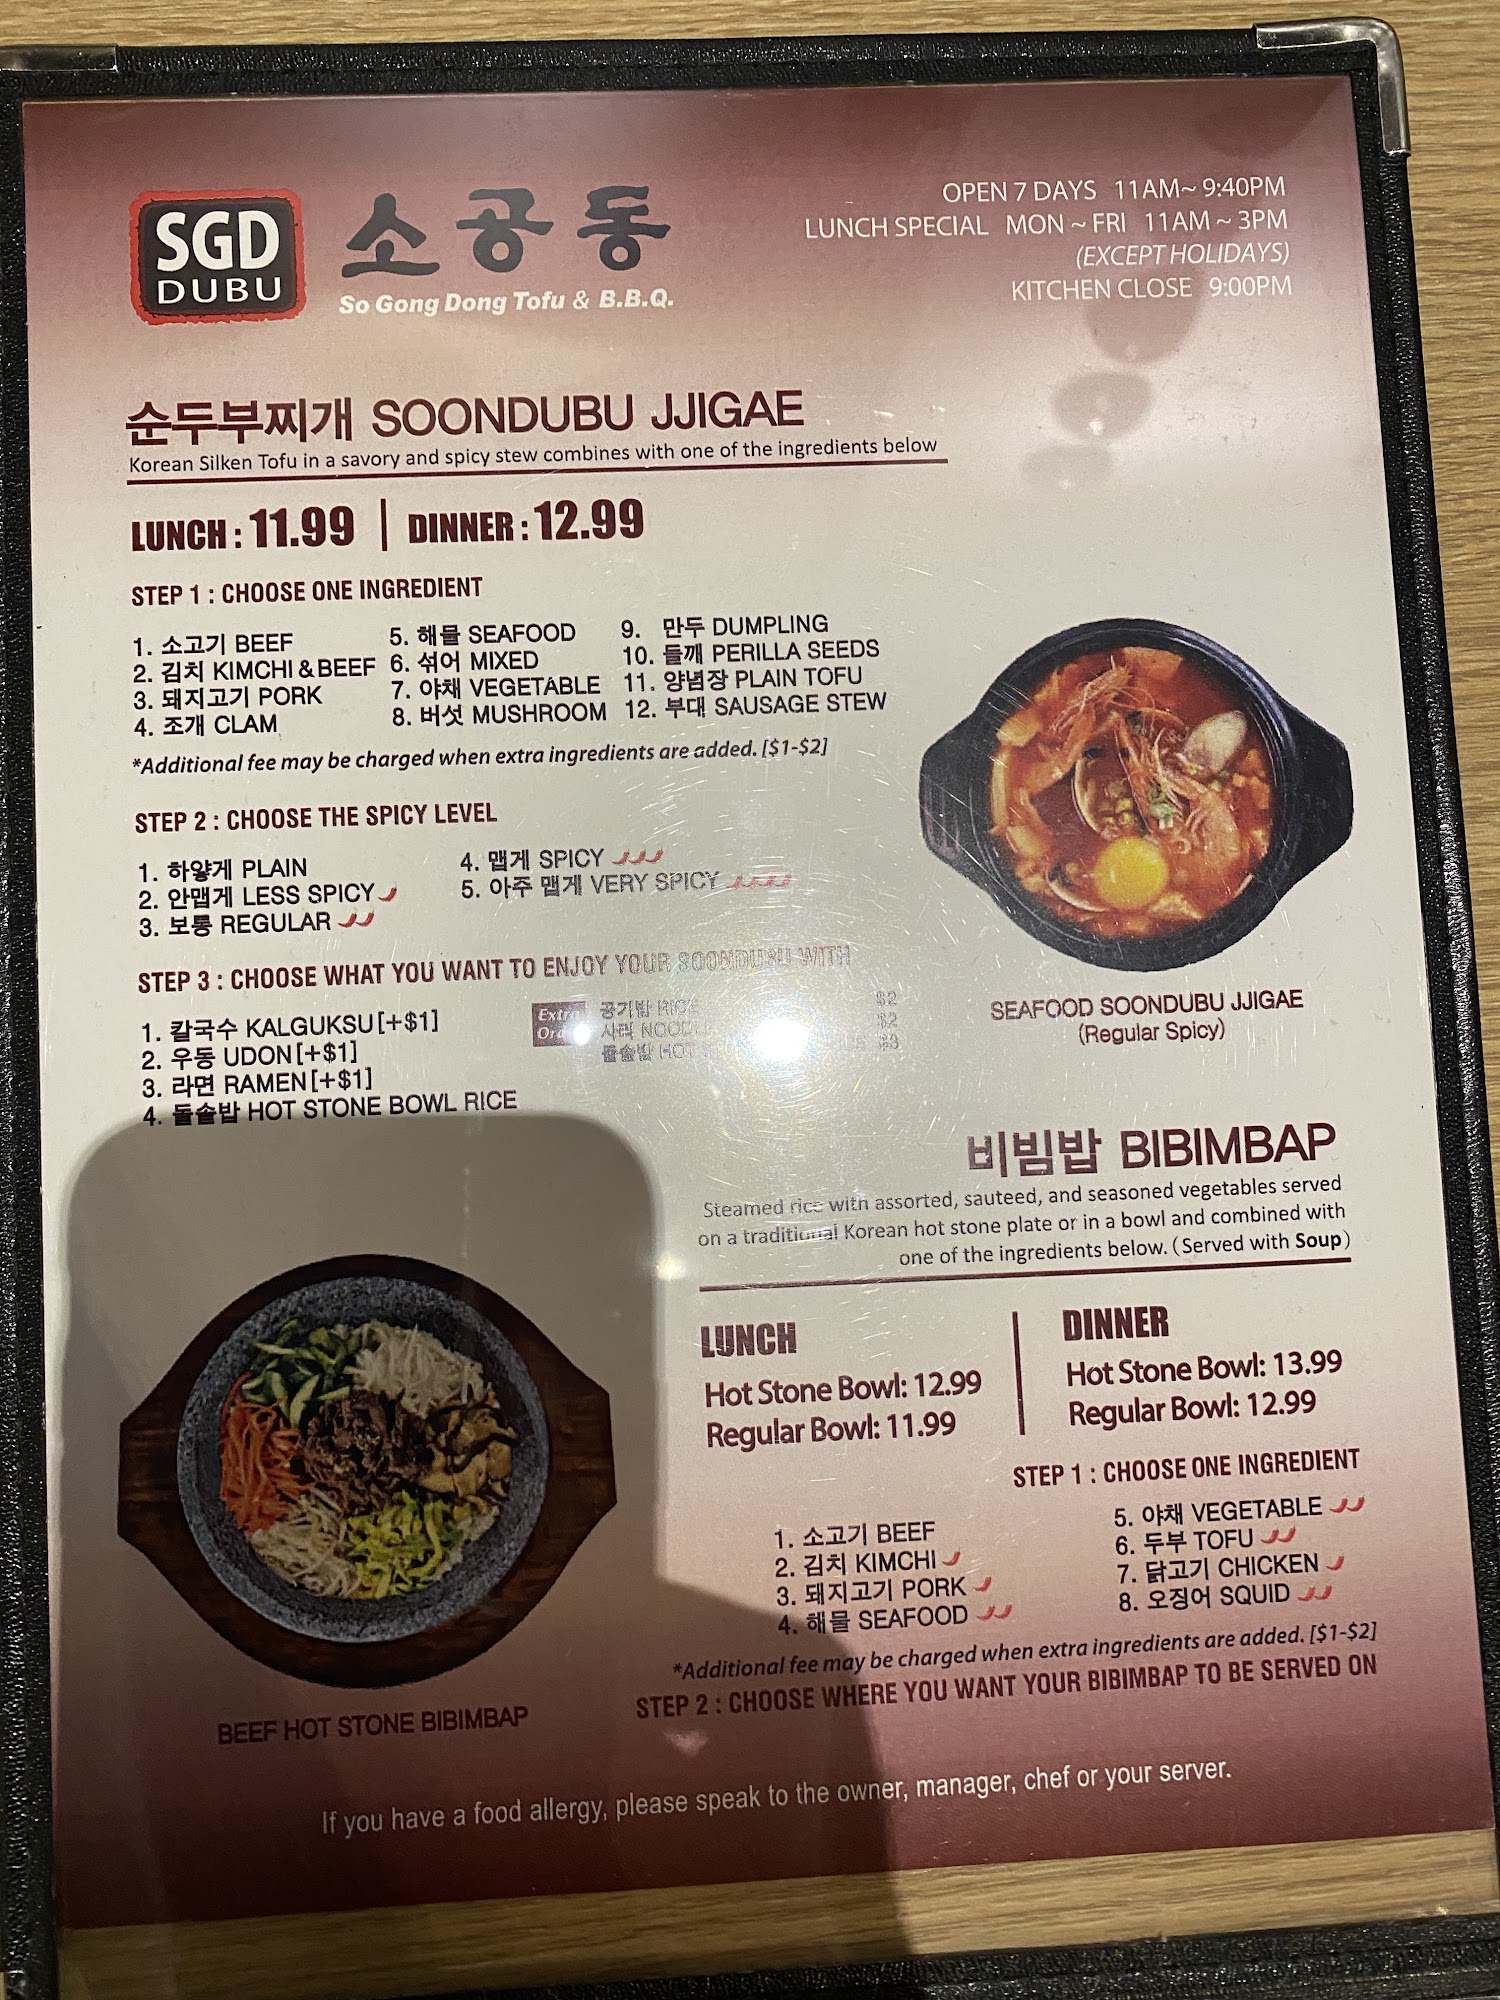 SGD
DUBU
소공동
So Gong Dong Tofu & B.B.Q.
OPEN 7 DAYS 11AM~ 9:40PM
LUNCH SPECIAL MON ~ FRI 11AM ~ 3PM
(EXCEPT HOLIDAYS)
KITCHEN CLOSE 9:00PM
순두부찌개 SOONDUBU JJIGAE
Korean Silken Tofu in a savory and spicy stew combines with one of the ingredients below
LUNCH : 11.99 | DINNER : 12.99
STEP 1 : CHOOSE ONE INGREDIENT
1. 소고기 BEEF
2. 김치 KIMCHI & BEEF
3. 돼지고기 PORK
4. 조개 CLAM
5. 해물 SEAFOOD
6. 섞어 MIXED
7. 야채 VEGETABLE
8. 버섯 MUSHROOM
9. 만두 DUMPLING
10. 들깨 PERILLA SEEDS
11. 양념장 PLAIN TOFU
12. 부대 SAUSAGE STEW
*Additional fee may be charged when extra ingredients are added. [$1-$2]
STEP 2 : CHOOSE THE SPICY LEVEL
1. 하얗게 PLAIN
2. 안맵게 LESS SPICY
3. 보통 REGULAR
4. 맵게 SPICY
5. 아주 맵게 VERY SPICY
STEP 3 : CHOOSE WHAT YOU WANT TO ENJOY YOUR SOONDUBU WITH
1. 칼국수 KALGUKSU [+$1]
2. 우동 UDON [+$1]
3. 라면 RAMEN [+$1]
4. 돌솥밥 HOT STONE BOWL RICE
Extra
공기밥 RICE $2
사리 $2
돌솥밥 HOT $3
SEAFOOD SOONDUBU JJIGAE
(Regular Spicy)
비빔밥 BIBIMBAP
Steamed rice with assorted, sauteed, and seasoned vegetables served
on a traditional Korean hot stone plate or in a bowl and combined with
one of the ingredients below. (Served with Soup)
LUNCH
Hot Stone Bowl: 12.99
Regular Bowl: 11.99
DINNER
Hot Stone Bowl: 13.99
Regular Bowl: 12.99
STEP 1 : CHOOSE ONE INGREDIENT
1. 소고기 BEEF
2. 김치 KIMCHI
3. 돼지고기 PORK
4. 해물 SEAFOOD
5. 야채 VEGETABLE
6. 두부 TOFU
7. 닭고기 CHICKEN
8. 오징어 SQUID
*Additional fee may be charged when extra ingredients are added. [$1-$2]
STEP 2 : CHOOSE WHERE YOU WANT YOUR BIBIMBAP TO BE SERVED ON
BEEF HOT STONE BIBIMBAP
If you have a food allergy, please speak to the owner, manager, chef or your server.